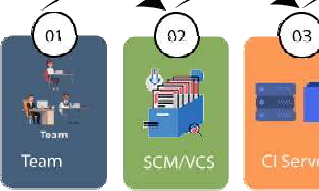 01
02
03
Team
Team
SCM/VCS
CI Serve